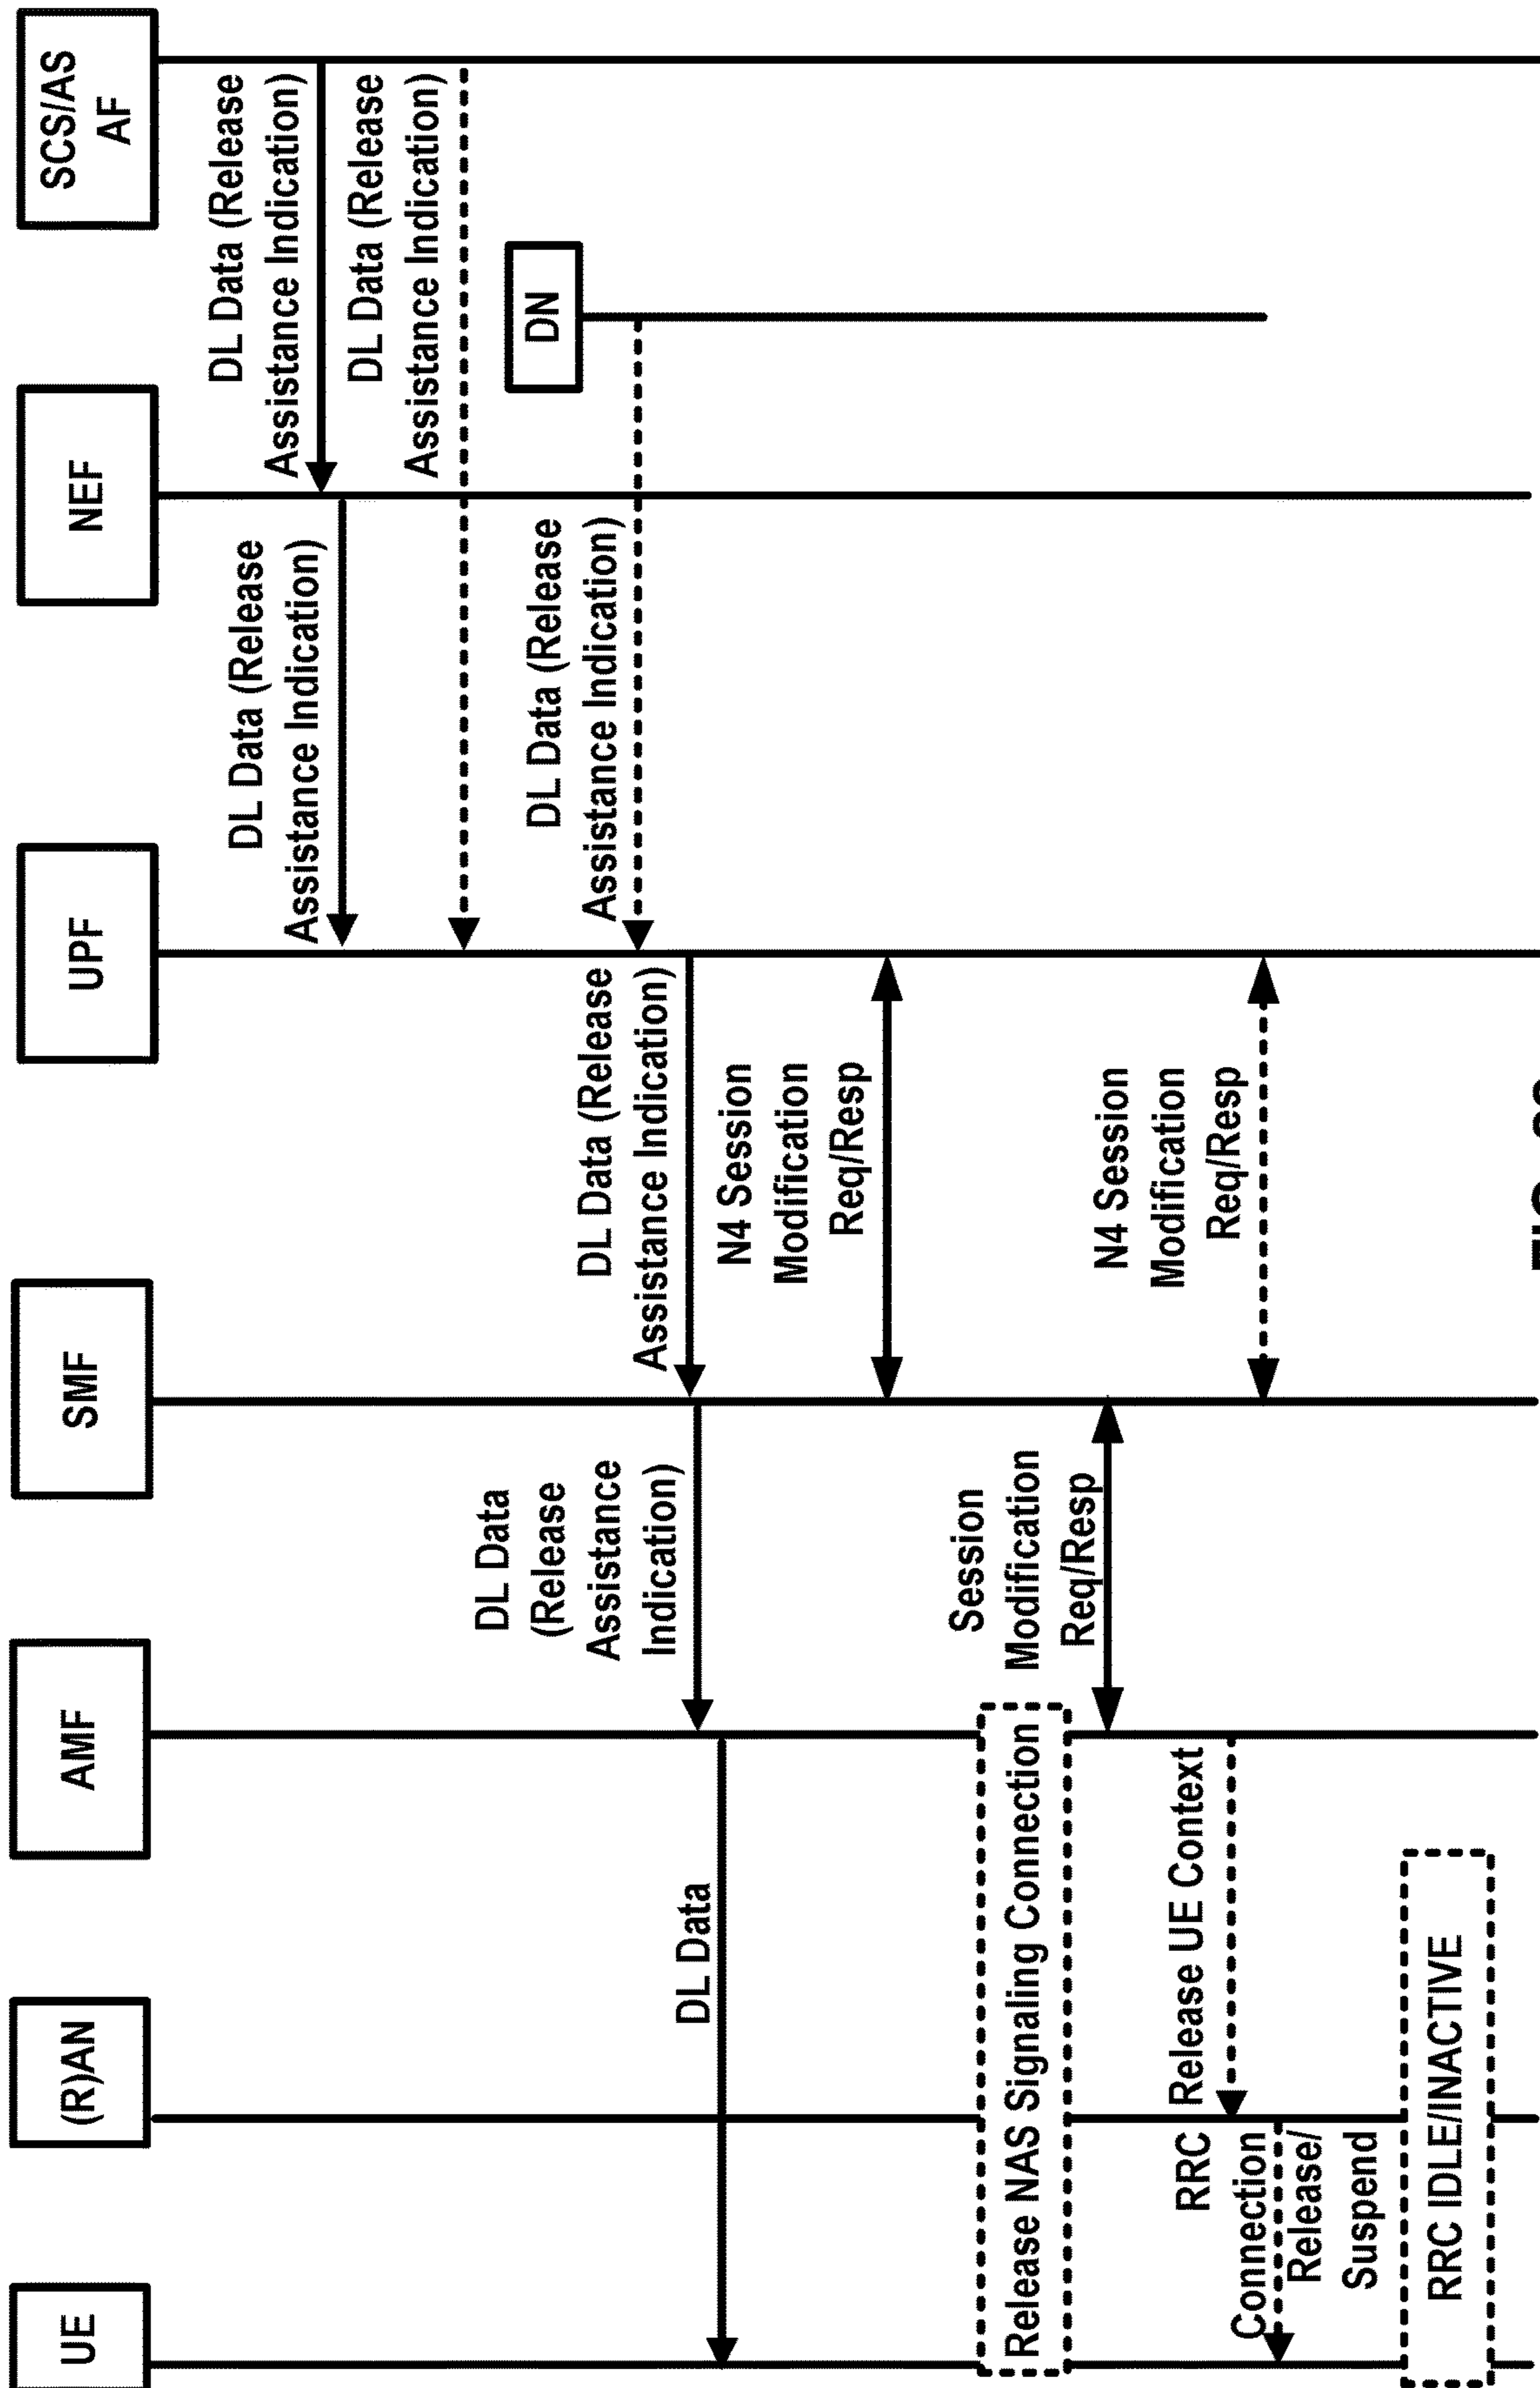 UE
(R)AN
AMF
SMF
UPF
NEF
SCS/AS
AF
DL Data (Release
Assistance Indication)
DL Data (Release
Assistance Indication)
DL Data (Release
Assistance Indication)
DN
DL Data (Release
Assistance Indication)
DL Data (Release
Assistance Indication)
DL Data
(Release
Assistance
Indication)
DL Data
N4 Session
Modification
Req/Resp
Release NAS Signaling Connection
Session
Modification
Req/Resp
N4 Session
Modification
Req/Resp
Release UE Context
RRC
Connection
Release/
Suspend
RRC IDLE/INACTIVE